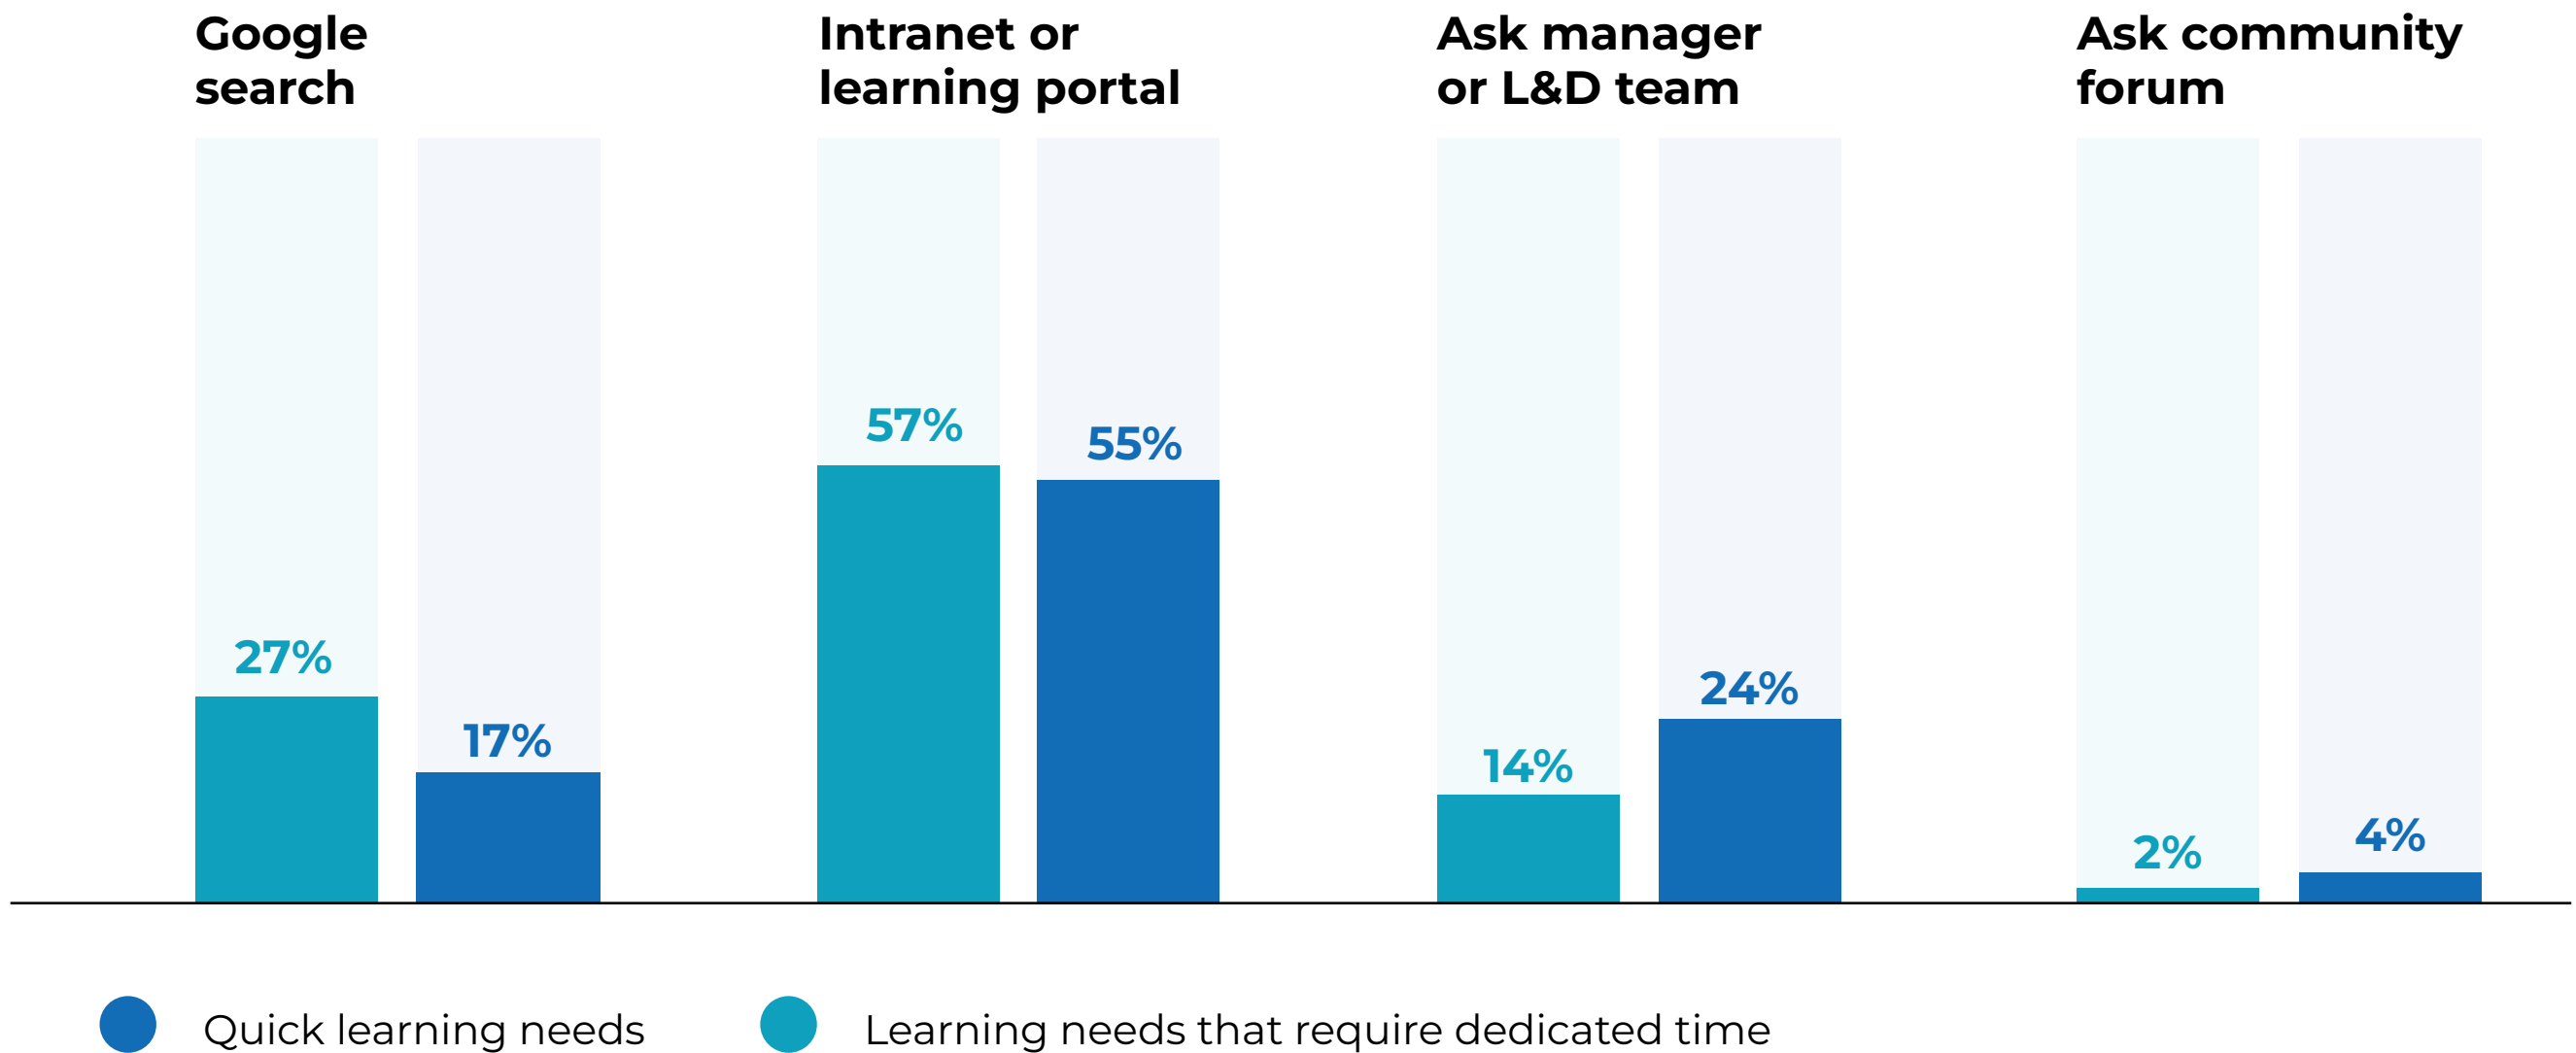 Google
search
Intranet or
learning portal
Ask manager
or L&D team
Ask community
forum
27%
17%
57%
55%
14%
24%
2%
4%
Quick learning needs
Learning needs that require dedicated time